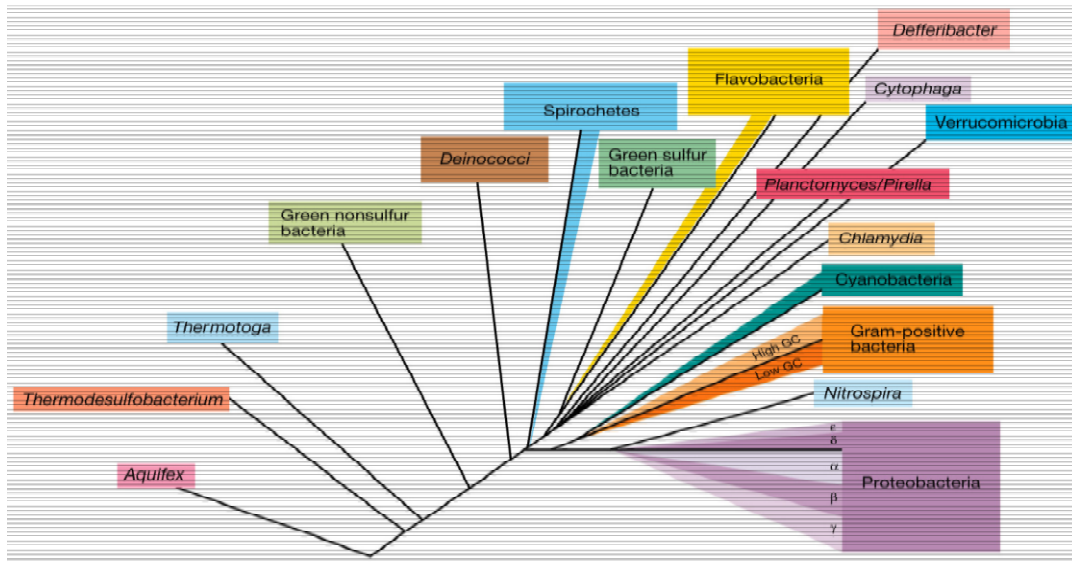 Defferibacter
Flavobacteria
Cytophaga
Spirochetes
Verrucomicrobia
Deinococci
Green sulfur
bacteria
Planctomyces/Pirella
Green nonsulfur
bacteria
Chlamydia
Cyanobacteria
Thermotoga
High GC
Gram-positive
bacteria
Low GC
Thermodesulfobacterium
Nitrospira
e
δ
Aquifex
α
Proteobacteria
β
γ